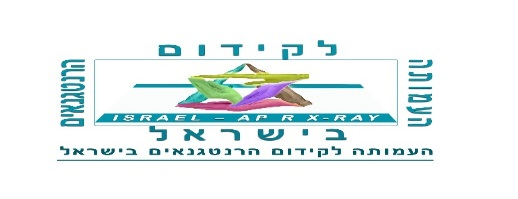 העמותה
לקידום
הרנטגנאים
ISRAEL – AP R X-RAY
בישראל
העמותה לקידום הרנטגנאים בישראל